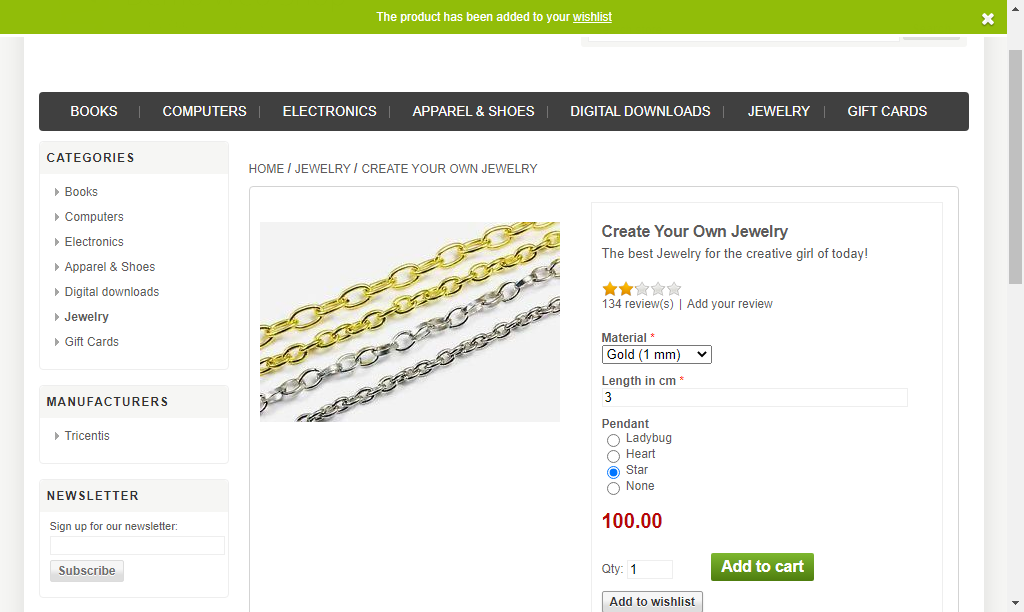 The product has been added to your wishlist
BOOKS COMPUTERS ELECTRONICS APPAREL & SHOES DIGITAL DOWNLOADS JEWELRY GIFT CARDS
CATEGORIES
Books
Computers
Electronics
Apparel & Shoes
Digital downloads
Jewelry
Gift Cards
MANUFACTURERS
Tricentis
NEWSLETTER
Sign up for our newsletter:
Subscribe
HOME / JEWELRY / CREATE YOUR OWN JEWELRY
Create Your Own Jewelry
The best Jewelry for the creative girl of today!
134 review(s) | Add your review
Material *
Gold (1 mm)
Length in cm *
3
Pendant
Ladybug
Heart
Star
None
100.00
Qty: 1 Add to cart
Add to wishlist